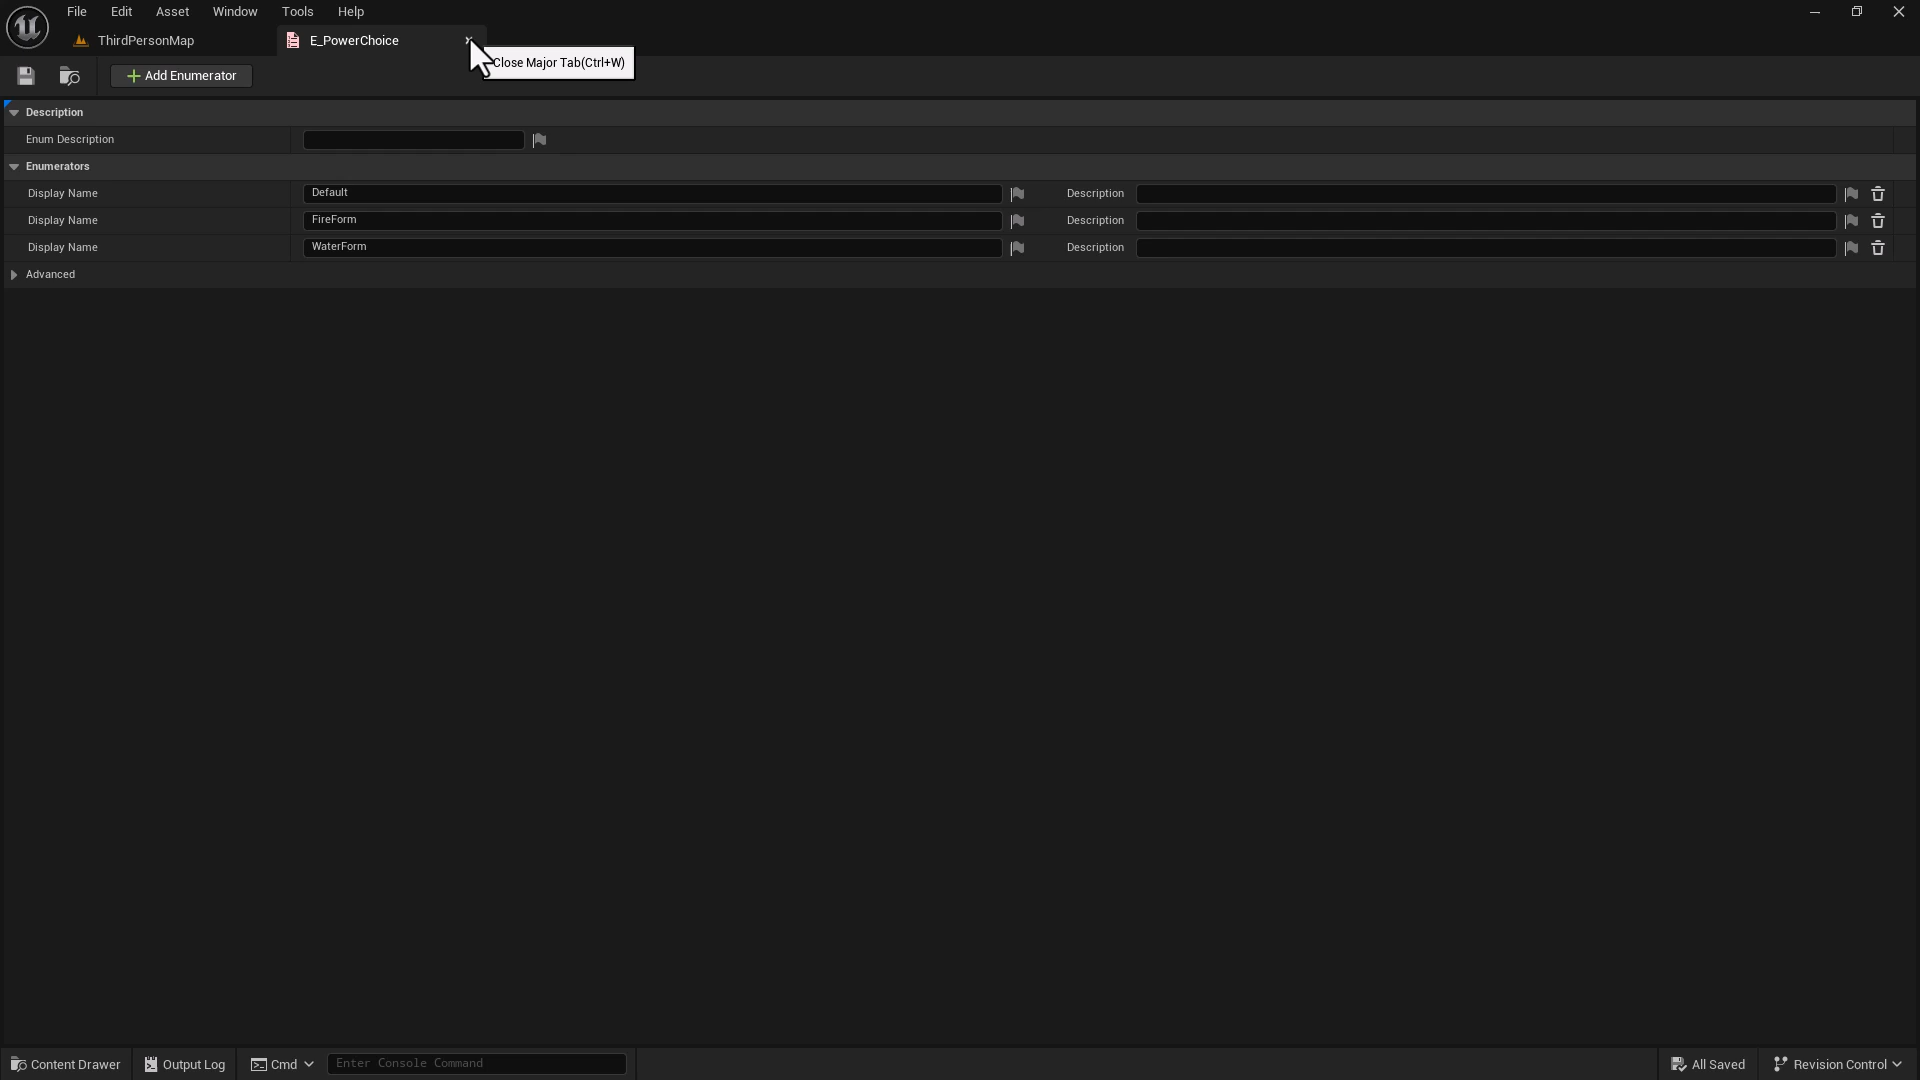 File Edit Asset Window Tools Help
ThirdPersonMap E_PowerChoice
Close Major Tab(Ctrl+W)
Add Enumerator
Description
Enum Description
Enumerators
Display Name Default Description
Display Name FireForm Description
Display Name WaterForm Description
Advanced
Content Drawer Output Log Cmd Enter Console Command All Saved Revision Control